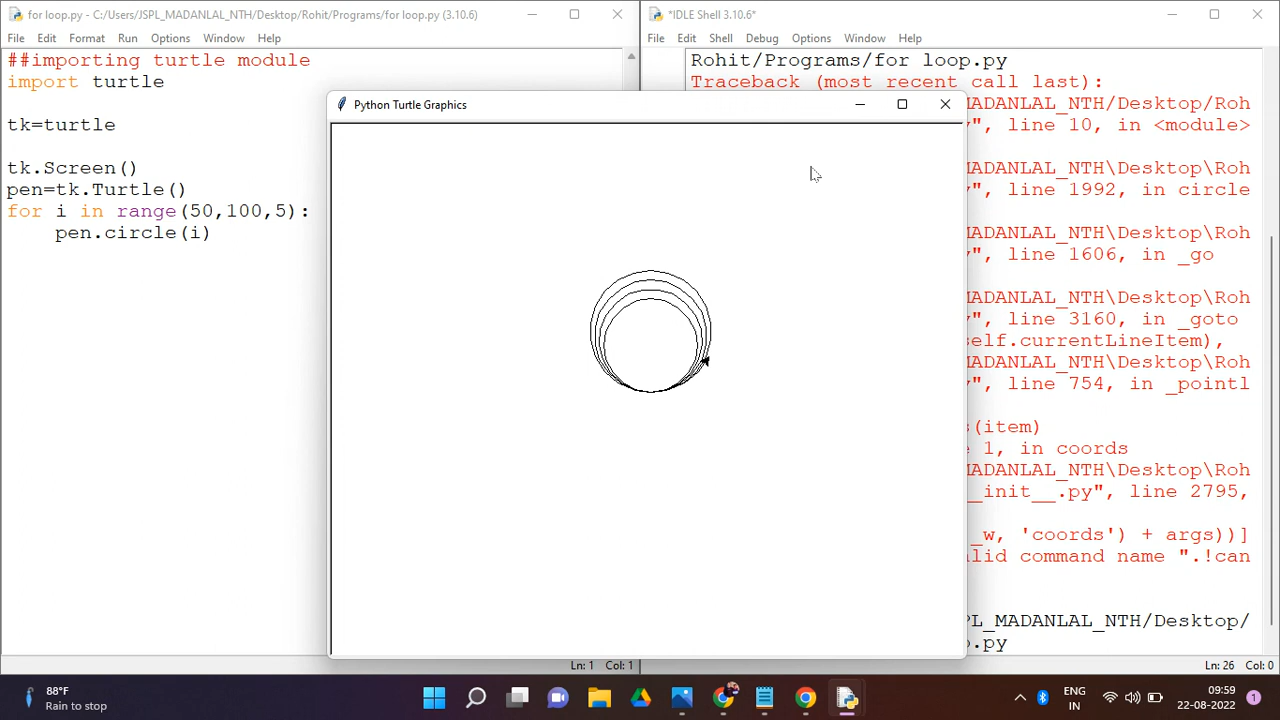 for loop.py - C:/Users/JSPL_MADANLAL_NTH/Desktop/Rohit/Programs/for loop.py (3.10.6)
File Edit Format Run Options Window Help
##importing turtle module
import turtle
tk=turtle
tk.Screen()
pen=tk.Turtle()
for i in range(50,100,5):
    pen.circle(i)
Ln: 1 Col: 1
Python Turtle Graphics
*IDLE Shell 3.10.6*
File Edit Shell Debug Options Window Help
Rohit/Programs/for loop.py
Traceback (most recent call last):
MADANLAL_NTH/Desktop/Roh
y", line 10, in <module>
MADANLAL_NTH\Desktop\Roh
y", line 1992, in circle
MADANLAL_NTH\Desktop\Roh
y", line 1606, in _go
MADANLAL_NTH\Desktop\Roh
y", line 3160, in _goto
self.currentLineItem),
MADANLAL_NTH\Desktop\Roh
y", line 754, in _pointl
s(item)
e 1, in coords
MADANLAL_NTH\Desktop\Roh
__init__.py", line 2795,
_w, 'coords') + args))]
alid command name ".!can
PL_MADANLAL_NTH/Desktop/
p.py
Ln: 26 Col: 0
88°F
Rain to stop
ENG
IN
09:59
22-08-2022
1